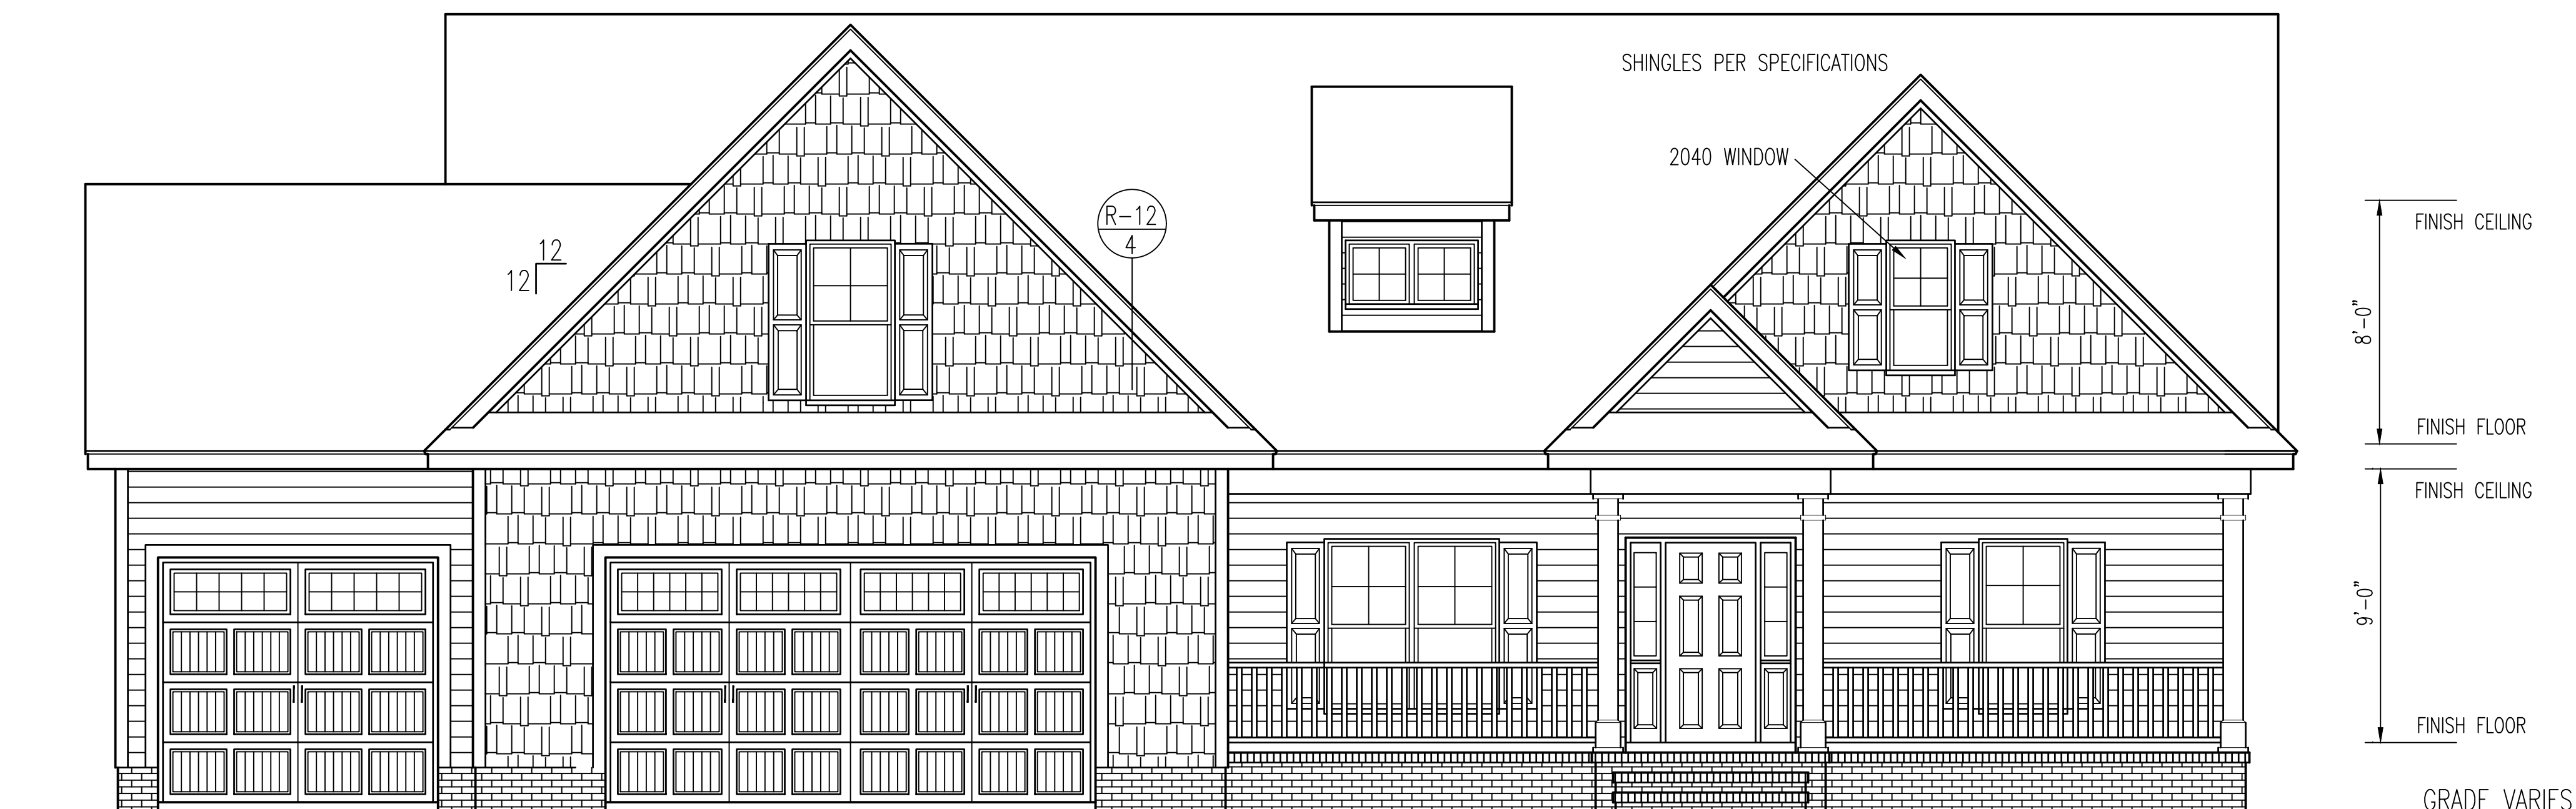 SHINGLES PER SPECIFICATIONS
2040 WINDOW
R-12
4
12
12
FINISH CEILING
8'-0"
FINISH FLOOR
FINISH CEILING
9'-0"
FINISH FLOOR
GRADE VARIES